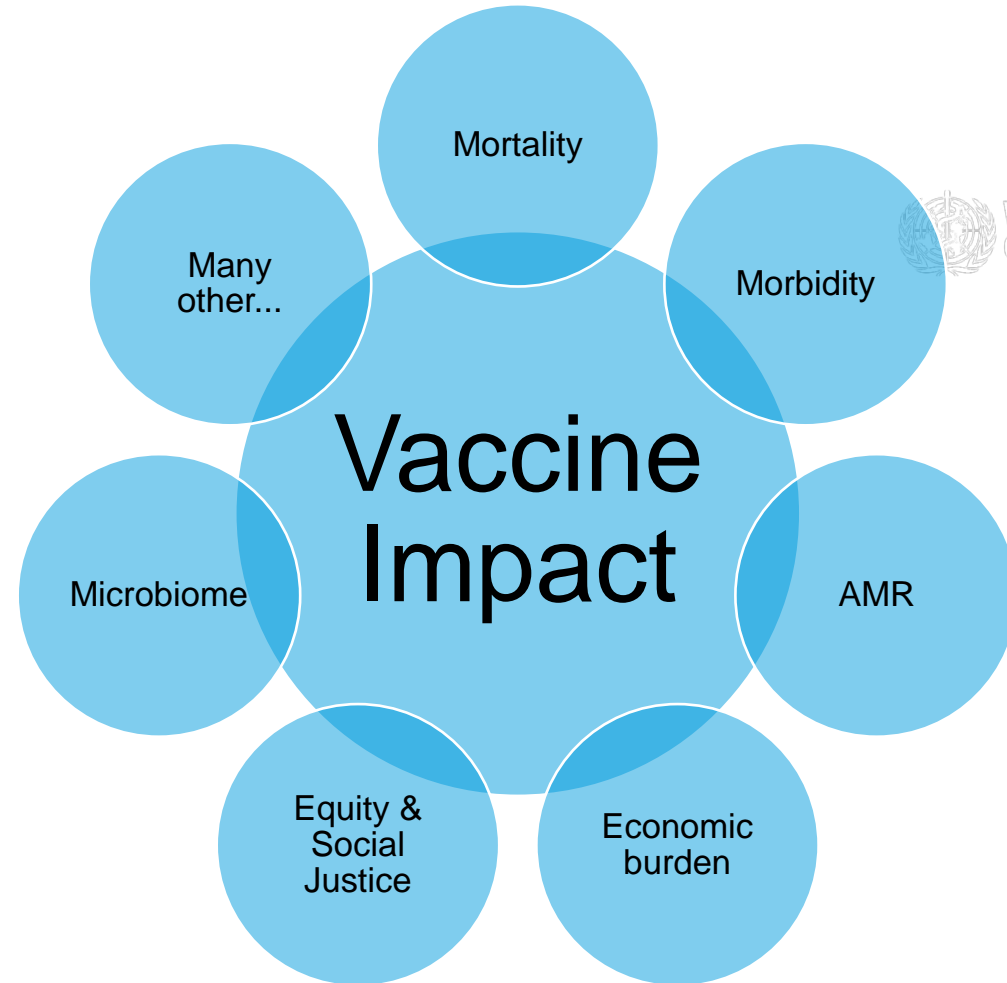 Mortality
Many
other...
Morbidity
Vaccine
Impact
Microbiome
AMR
Equity &
Social
Justice
Economic
burden